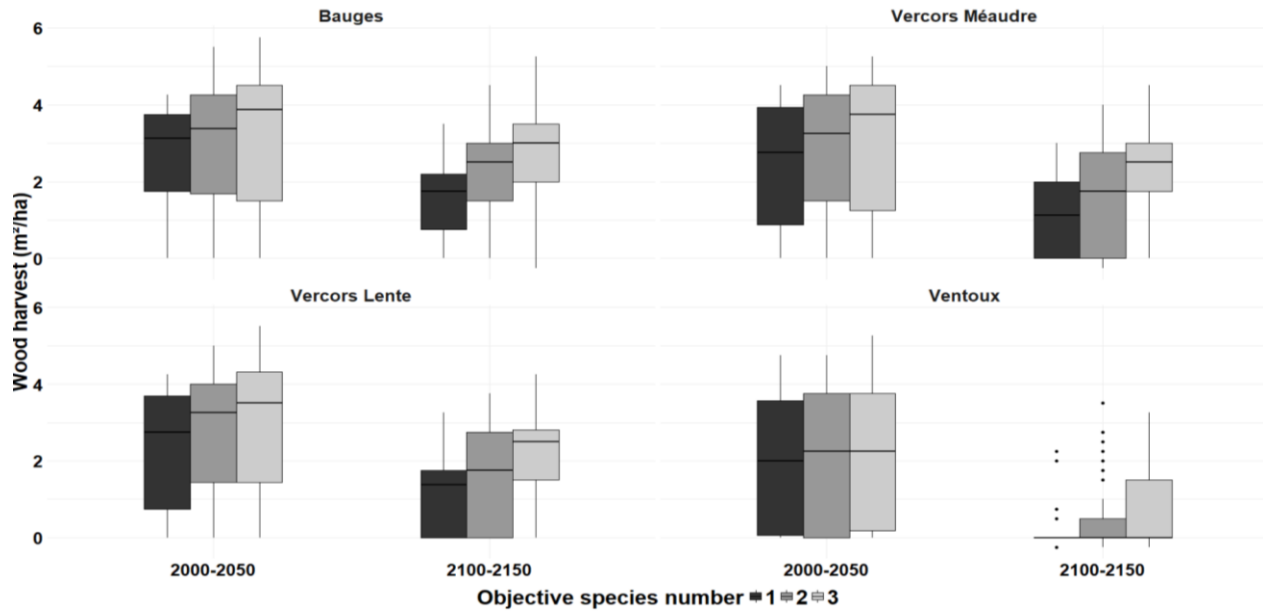 Bauges
Vercors Méaudre
6
4
2
0
Wood harvest (m²/ha)
Vercors Lente
Ventoux
6
4
2
0
2000-2050
2100-2150
2000-2050
2100-2150
Objective species number 1 2 3